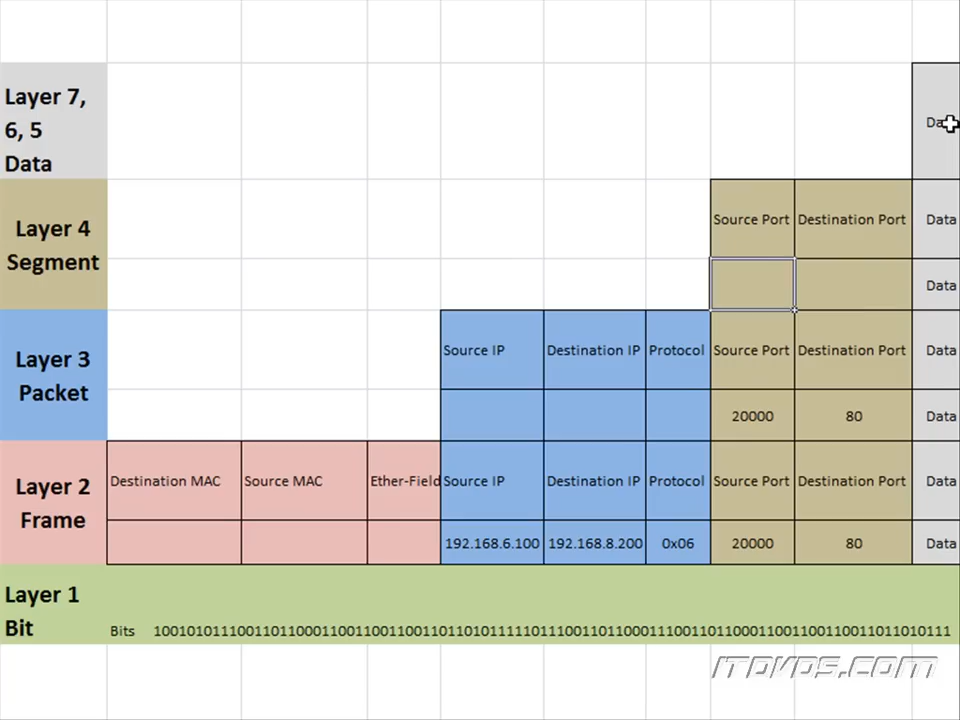 Layer 7,
6, 5
Data
Layer 4
Segment
Source Port Destination Port Data
Data
Layer 3
Packet
Source IP Destination IP Protocol Source Port Destination Port Data
20000 80 Data
Layer 2
Frame
Destination MAC Source MAC Ether-Field Source IP Destination IP Protocol Source Port Destination Port Data
192.168.6.100 192.168.8.200 0x06 20000 80 Data
Layer 1
Bit
Bits
ITDVDS.COM